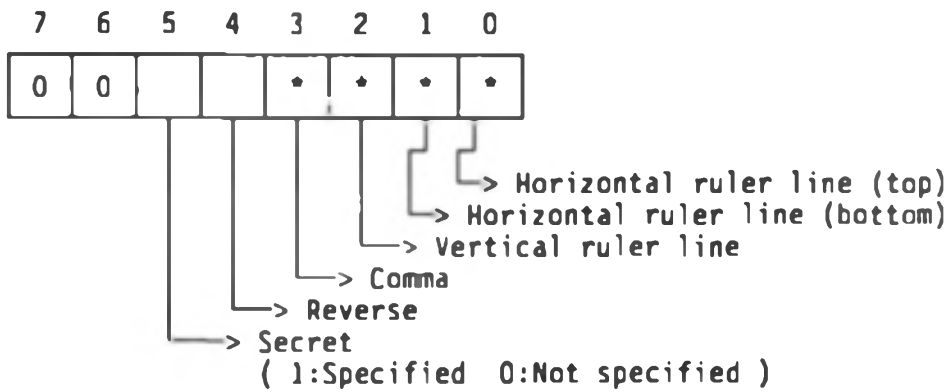 7 6 5 4 3 2 1 0
0 0 * * * *
> Horizontal ruler line (top)
> Horizontal ruler line (bottom)
> Vertical ruler line
> Comma
> Reverse
> Secret
( 1:Specified 0:Not specified )